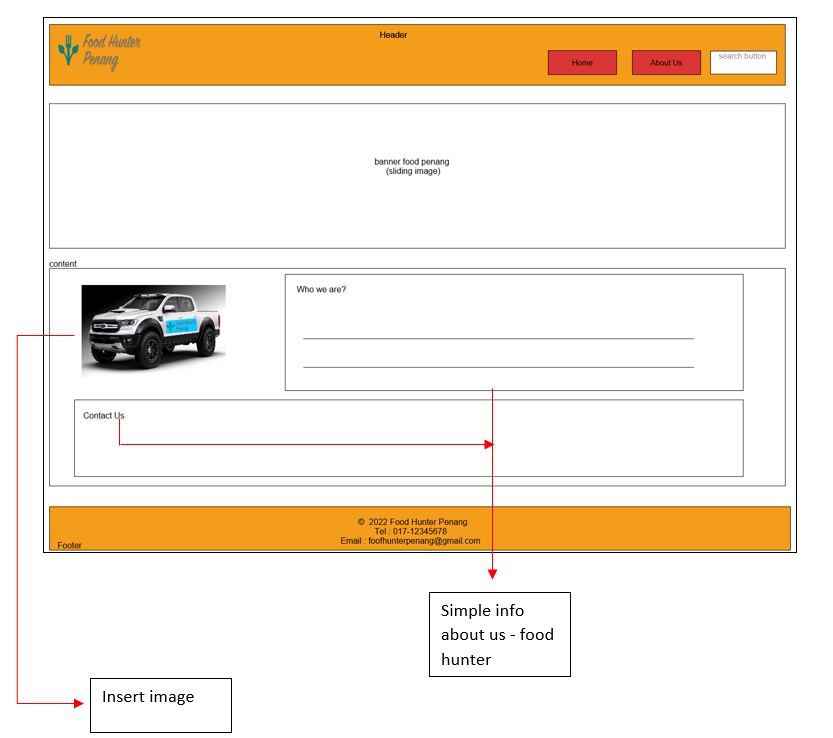 Food Hunter
Penang
Header
Home
About Us
search button
banner food penang
(sliding image)
content
Who we are?
Contact Us
© 2022 Food Hunter Penang
Tel : 017-12345678
Email : foofhunterpenang@gmail.com
Footer
Simple info
about us - food
hunter
Insert image